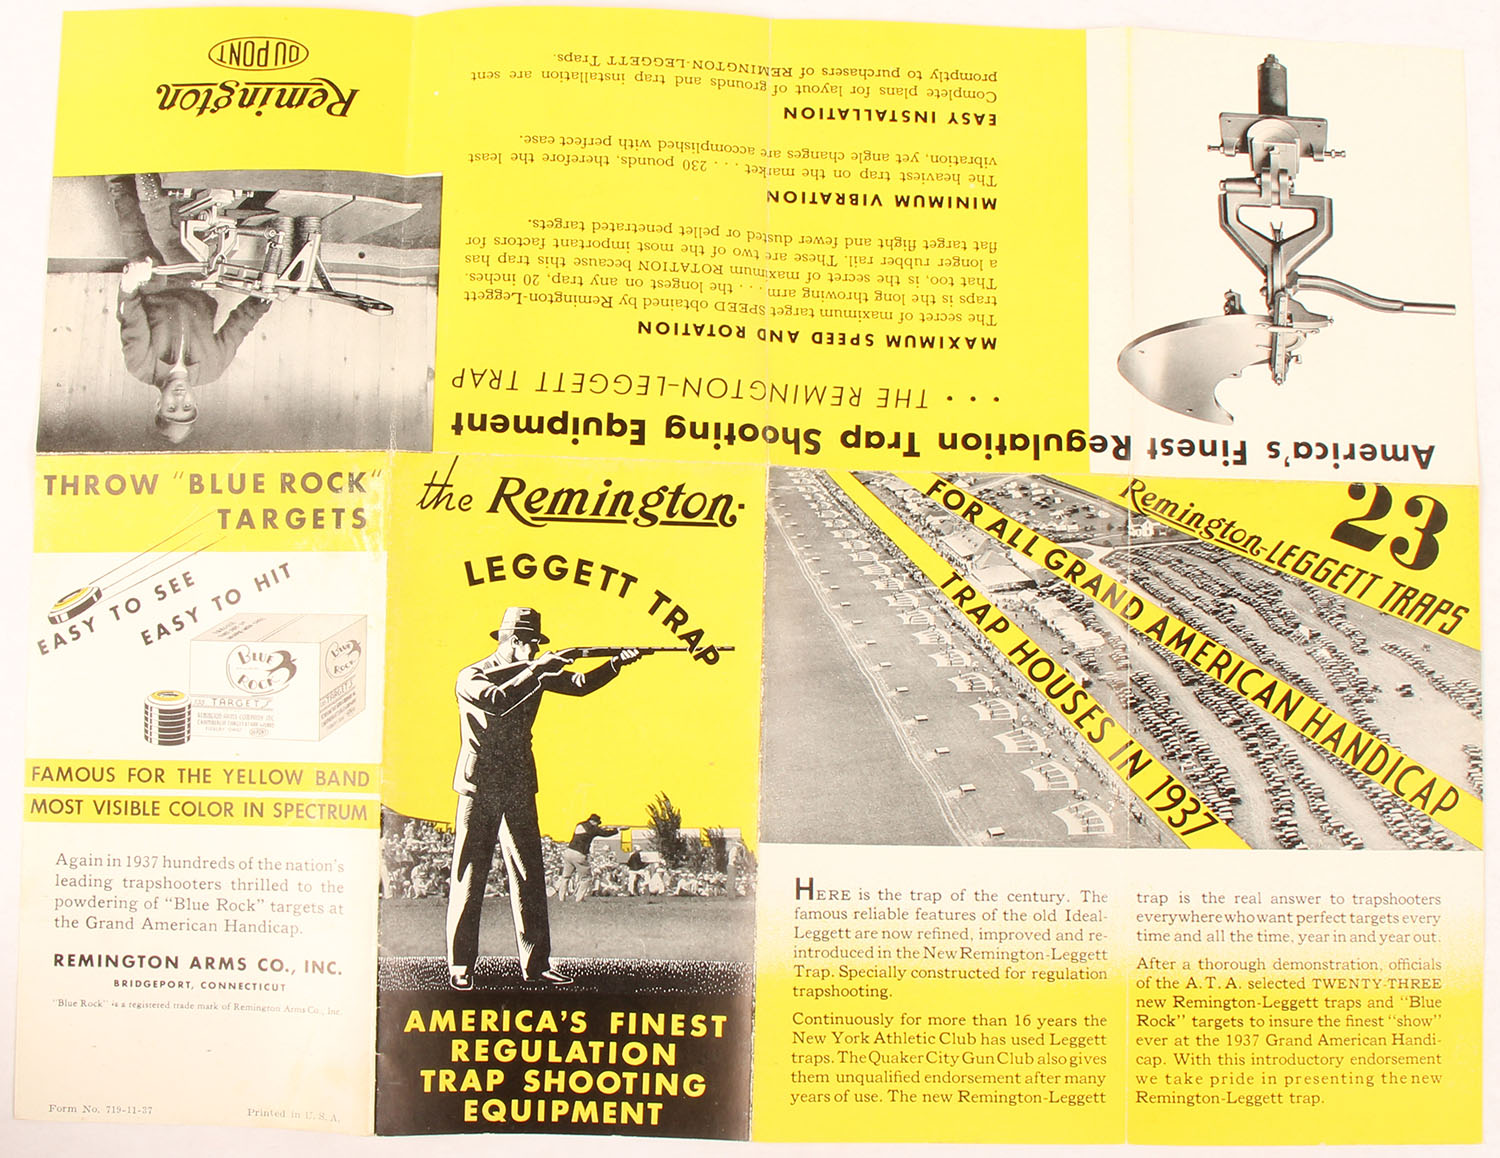 Remington
DU PONT
America's Finest Regulation Trap Shooting Equipment
... THE REMINGTON-LEGGETT TRAP
MAXIMUM SPEED AND ROTATION
The secret of maximum target SPEED obtained by Remington-Leggett
traps is the long throwing arm . . . the longest on any trap, 20 inches.
That too, is the secret of maximum ROTATION because this trap has
a longer rubber rail. These are two of the most important factors for
flat target flight and fewer dusted or pellet penetrated targets.
MINIMUM VIBRATION
The heaviest trap on the market . . . 230 pounds, therefore the least
vibration, yet angle changes are accomplished with perfect ease.
EASY INSTALLATION
Complete plans for layout of grounds and trap installation are sent
promptly to purchasers of REMINGTON-LEGGETT Traps.
THROW "BLUE ROCK"
TARGETS
EASY TO SEE
EASY TO HIT
BLUE
ROCK
BLUE
ROCK
TARGETS
FAMOUS FOR THE YELLOW BAND
MOST VISIBLE COLOR IN SPECTRUM
Again in 1937 hundreds of the nation's
leading trapshooters thrilled to the
powdering of "Blue Rock" targets at
the Grand American Handicap.
REMINGTON ARMS CO., INC.
BRIDGEPORT, CONNECTICUT
"Blue Rock" is a registered trade mark of Remington Arms Co., Inc.
Form No. 719-11-37
Printed in U. S. A.
the Remington-
LEGGETT TRAP
AMERICA'S FINEST
REGULATION
TRAP SHOOTING
EQUIPMENT
23
Remington-LEGGETT TRAPS
FOR ALL GRAND AMERICAN HANDICAP
TRAP HOUSES IN 1937
HERE is the trap of the century. The
famous reliable features of the old Ideal-
Leggett are now refined, improved and re-
introduced in the New Remington-Leggett
Trap. Specially constructed for regulation
trapshooting.
Continuously for more than 16 years the
New York Athletic Club has used Leggett
traps. The Quaker City Gun Club also gives
them unqualified endorsement after many
years of use. The new Remington-Leggett
trap is the real answer to trapshooters
everywhere who want perfect targets every
time and all the time, year in and year out.
After a thorough demonstration, officials
of the A. T. A. selected TWENTY-THREE
new Remington-Leggett traps and "Blue
Rock" targets to insure the finest "show"
ever at the 1937 Grand American Handi-
cap. With this introductory endorsement
we take pride in presenting the new
Remington-Leggett trap.